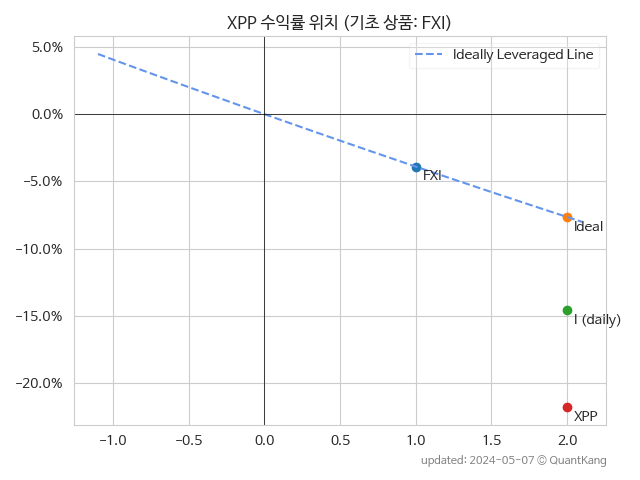 XPP 수익률 위치 (기초 상품: FXI)
Ideally Leveraged Line
5.0%
0.0%
−5.0%
−10.0%
−15.0%
−20.0%
FXI
Ideal
I (daily)
XPP
−1.0 −0.5 0.0 0.5 1.0 1.5 2.0
updated: 2024-05-07 © QuantKang